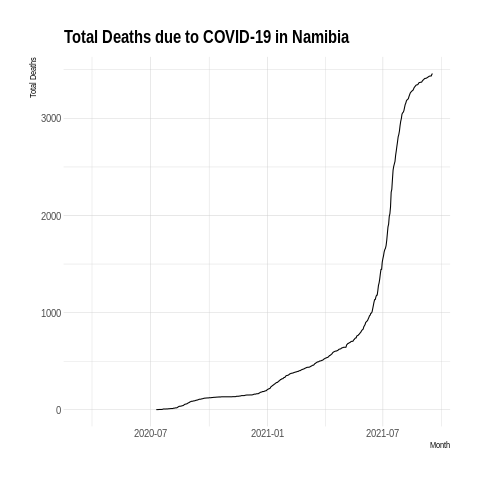 Total Deaths due to COVID-19 in Namibia
Total Deaths
3000
2000
1000
0
2020-07
2021-01
2021-07
Month